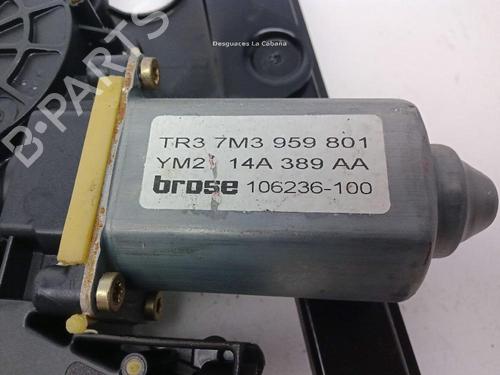 Desguaces La Cabaña
B-PARTS
TR3 7M3 959 801
YM21 14A 389 AA
brose 106236-100